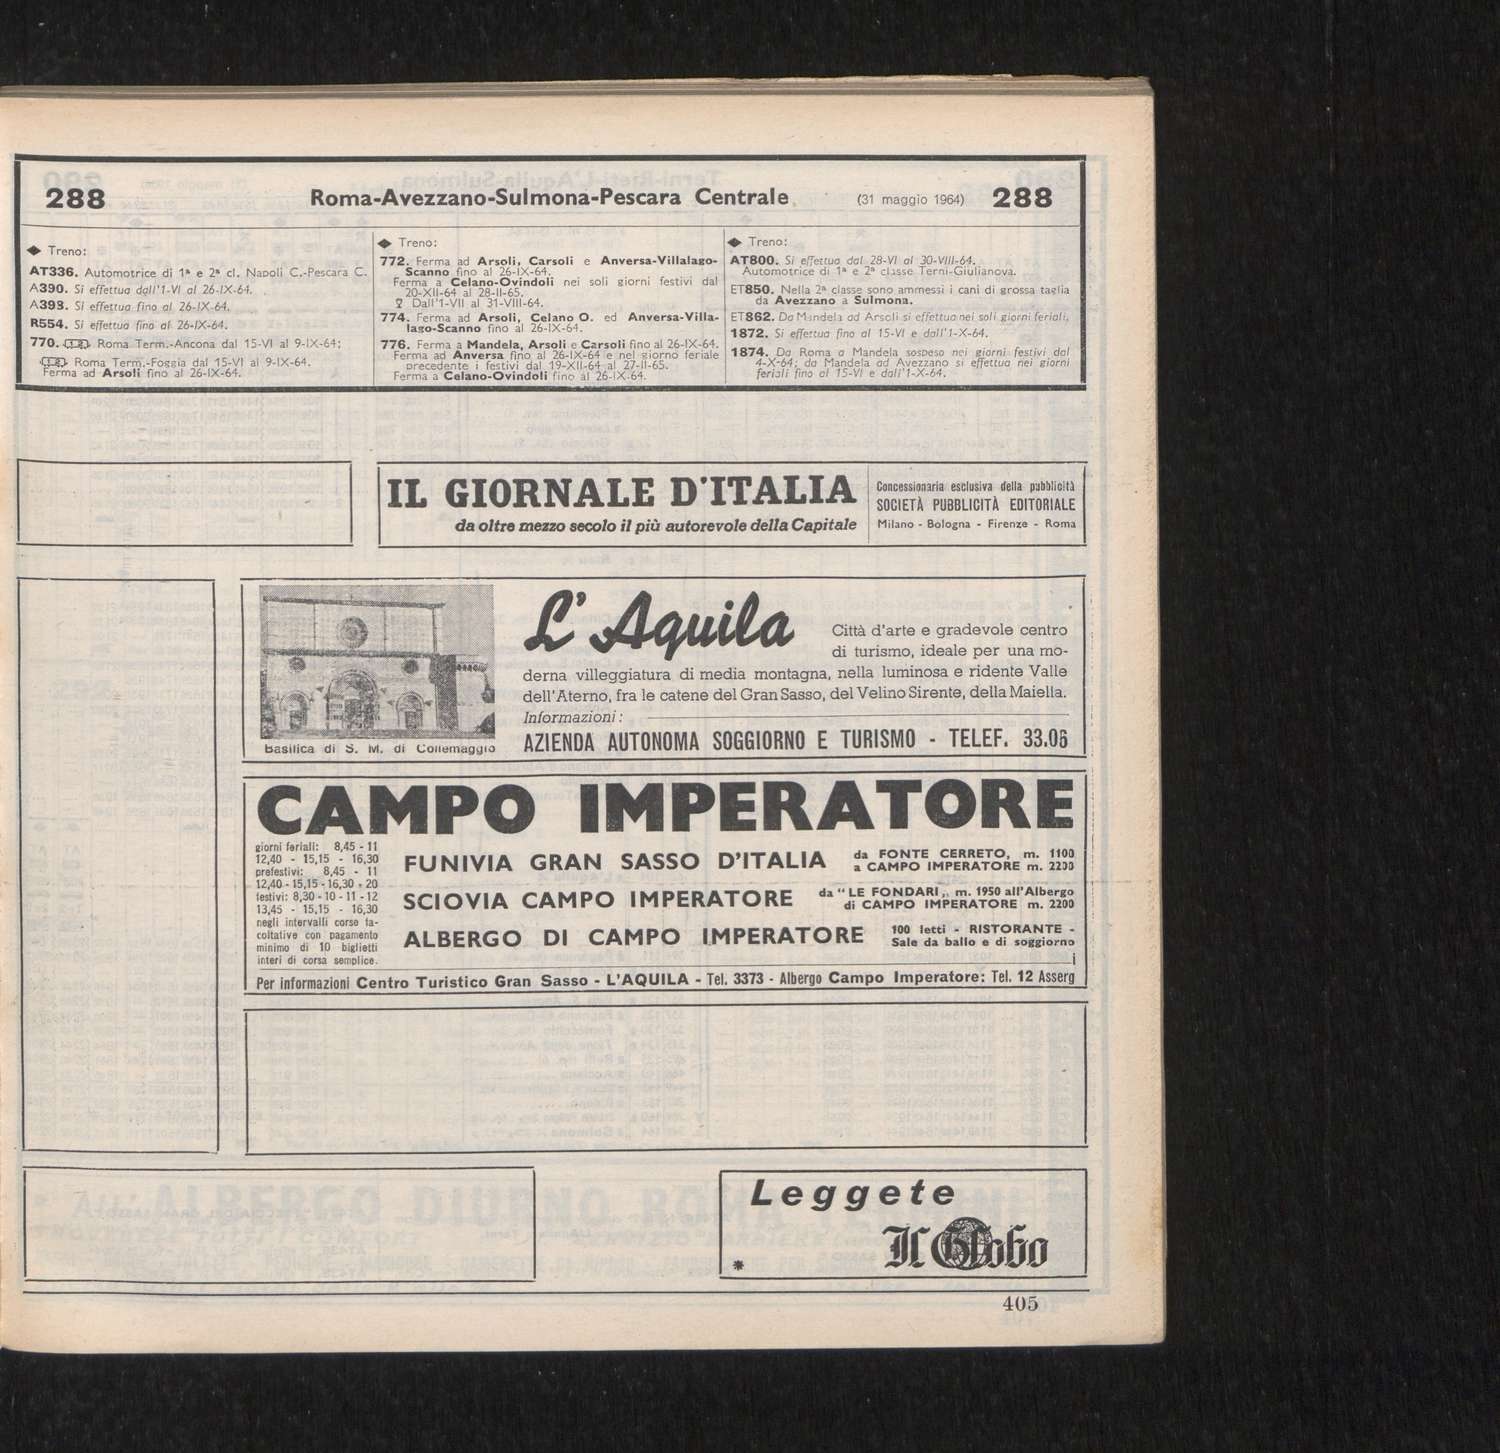 288 Roma-Avezzano-Sulmona-Pescara Centrale (31 maggio 1964) 288
◆ Treno:
AT336. Automotrice di 1ª e 2ª cl. Napoli C.-Pescara C.
A390. Si effettua dall'1-VI al 26-IX-64.
A393. Si effettua fino al 26-IX-64.
R554. Si effettua fino al 26-IX-64.
770. Roma Term.-Ancona dal 15-VI al 9-IX-64;
Roma Term.-Foggia dal 15-VI al 9-IX-64.
Ferma ad Arsoli fino al 26-IX-64.
◆ Treno:
772. Ferma ad Arsoli, Carsoli e Anversa-Villalago-
Scanno fino al 26-IX-64.
Ferma a Celano-Ovindoli nei soli giorni festivi dal
20-XII-64 al 28-II-65.
Dall'1-VII al 31-VIII-64.
774. Ferma ad Arsoli, Celano O. ed Anversa-Villa-
lago-Scanno fino al 26-IX-64.
776. Ferma a Mandela, Arsoli e Carsoli fino al 26-IX-64.
Ferma ad Anversa fino al 26-IX-64 e nel giorno feriale
precedente i festivi dal 19-XII-64 al 27-II-65.
Ferma a Celano-Ovindoli fino al 26-IX-64.
◆ Treno:
AT800. Si effettua dal 28-VI al 30-VIII-64.
Automotrice di 1ª e 2ª classe Terni-Giulianova.
ET850. Nella 2ª classe sono ammessi i cani di grossa taglia
da Avezzano a Sulmona.
ET862. Da Mandela ad Arsoli si effettua nei soli giorni feriali.
1872. Si effettua fino al 15-VI e dall'1-X-64.
1874. Da Roma a Mandela sospeso nei giorni festivi dal
4-X-64; da Mandela ad Avezzano si effettua nei giorni
feriali fino al 15-VI e dall'1-X-64.
IL GIORNALE D'ITALIA
da oltre mezzo secolo il più autorevole della Capitale
Concessionaria esclusiva della pubblicità
SOCIETÀ PUBBLICITÀ EDITORIALE
Milano - Bologna - Firenze - Roma
Basilica di S. M. di Collemaggio
L'Aquila
Città d'arte e gradevole centro
di turismo, ideale per una mo-
derna villeggiatura di media montagna, nella luminosa e ridente Valle
dell'Aterno, fra le catene del Gran Sasso, del Velino Sirente, della Maiella.
Informazioni:
AZIENDA AUTONOMA SOGGIORNO E TURISMO - TELEF. 33.06
CAMPO IMPERATORE
giorni feriali: 8,45 - 11
12,40 - 15,15 - 16,30
prefestivi: 8,45 - 11
12,40 - 15,15 - 16,30 - 20
festivi: 8,30 - 10 - 11 - 12
13,45 - 15,15 - 16,30
negli intervalli corse fa-
coltative con pagamento
minimo di 10 biglietti
interi di corsa semplice.
FUNIVIA GRAN SASSO D'ITALIA da FONTE CERRETO, m. 1100
a CAMPO IMPERATORE m. 2200
SCIOVIA CAMPO IMPERATORE da "LE FONDARI,, m. 1950 all'Albergo
di CAMPO IMPERATORE m. 2200
ALBERGO DI CAMPO IMPERATORE 100 letti - RISTORANTE -
Sale da ballo e di soggiorno
Per informazioni Centro Turistico Gran Sasso - L'AQUILA - Tel. 3373 - Albergo Campo Imperatore: Tel. 12 Asserg
Leggete
Il Globo
*
405